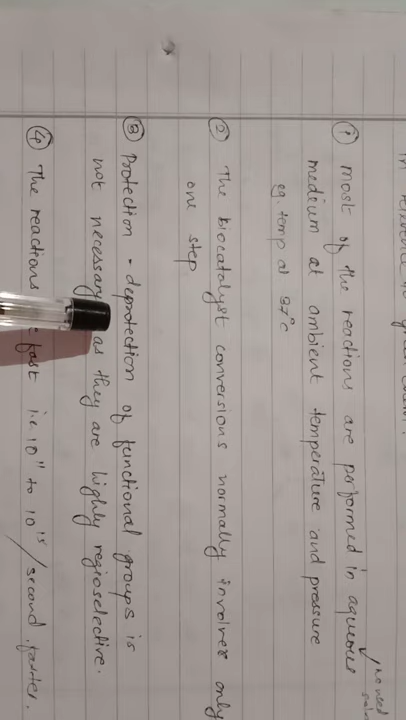 ① most of the reactions are performed in aqueous
no need
medium at ambient temperature and pressure
eg. temp at 37°c
② The biocatalyst conversions normally involves only
one step
③ Protection - deprotection of functional groups is
not necessary as they are highly regioselective.
④ The reactions fast i.e 10" to 10¹⁵/second faster.